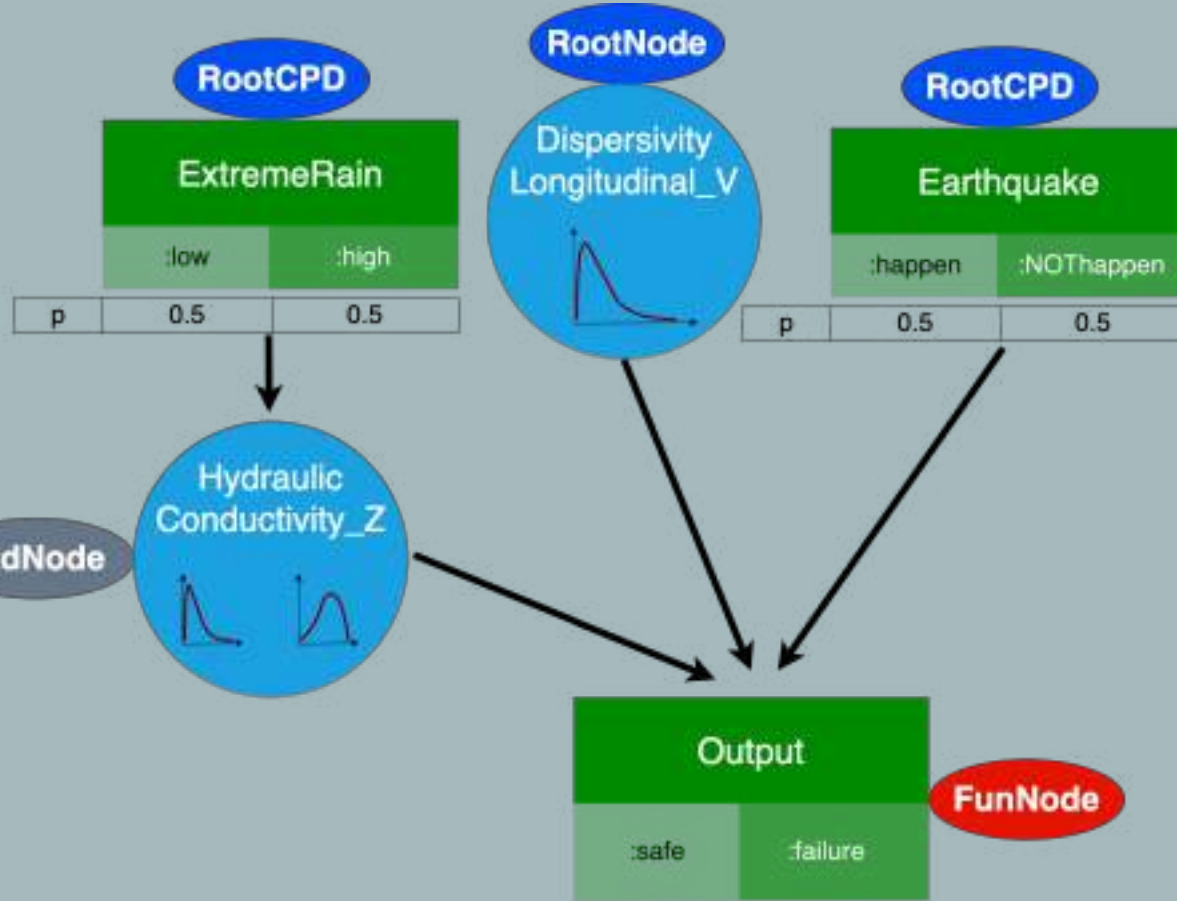 RootCPD
ExtremeRain
:low :high
p 0.5 0.5
RootNode
Dispersivity
Longitudinal_V
RootCPD
Earthquake
:happen :NOThappen
p 0.5 0.5
dNode
Hydraulic
Conductivity_Z
Output
:safe :failure
FunNode